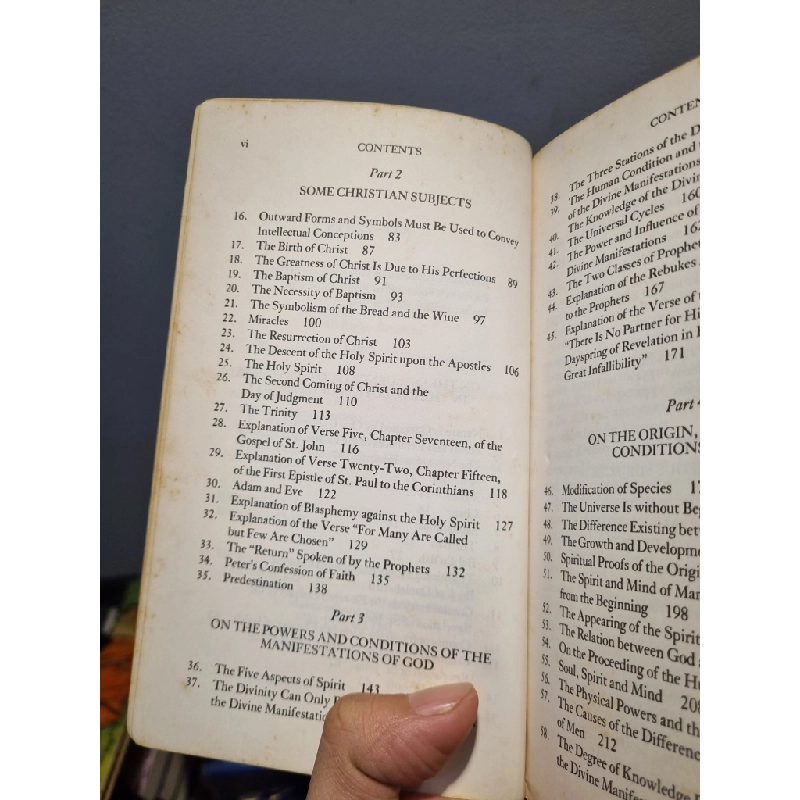 vi CONTENTS
Part 2
SOME CHRISTIAN SUBJECTS
16. Outward Forms and Symbols Must Be Used to Convey
Intellectual Conceptions 83
17. The Birth of Christ 87
18. The Greatness of Christ Is Due to His Perfections 89
19. The Baptism of Christ 91
20. The Necessity of Baptism 93
21. The Symbolism of the Bread and the Wine 97
22. Miracles 100
23. The Resurrection of Christ 103
24. The Descent of the Holy Spirit upon the Apostles 106
25. The Holy Spirit 108
26. The Second Coming of Christ and the
Day of Judgment 110
27. The Trinity 113
28. Explanation of Verse Five, Chapter Seventeen, of the
Gospel of St. John 116
29. Explanation of Verse Twenty-Two, Chapter Fifteen,
of the First Epistle of St. Paul to the Corinthians 118
30. Adam and Eve 122
31. Explanation of Blasphemy against the Holy Spirit 127
32. Explanation of the Verse "For Many Are Called
but Few Are Chosen" 129
33. The "Return" Spoken of by the Prophets 132
34. Peter's Confession of Faith 135
35. Predestination 138
Part 3
ON THE POWERS AND CONDITIONS OF THE
MANIFESTATIONS OF GOD
36. The Five Aspects of Spirit 143
37. The Divinity Can Only
the Divine
38. The Three Stations of the
39. The Human Condition and
of the Divine Manifestations
40. The Knowledge of the Divine
41. The Universal Cycles 160
42. The Power and Influence of
Divine Manifestations
43. The Two Classes of
44. Explanation of the Rebukes
to the Prophets 167
45. Explanation of the Verse of
"There Is No Partner for
Dayspring of Revelation in
Great Infallibility" 171
Part
ON THE ORIGIN,
CONDITIONS
46. Modification of Species
47. The Universe Is without
48. The Difference Existing
49. The Growth and
50. Spiritual Proofs of the
51. The Spirit and Mind of
from the Beginning 198
52. The Appearing of the
53. The Relation between God
54. On the Proceeding of the
55. Soul, Spirit and Mind
56. The Physical Powers and
57. The Causes of the
of Men 212
58. The Degree of Knowledge
the Divine